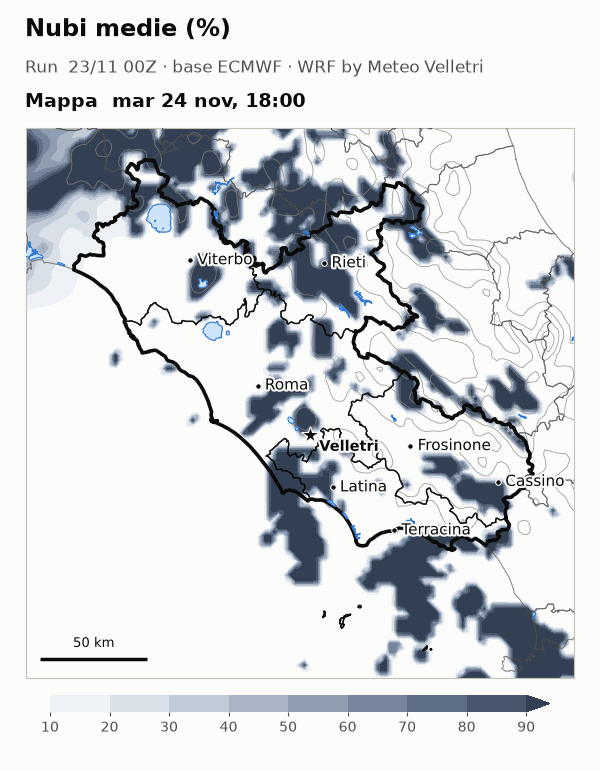 Nubi medie (%)
Run  23/11 00Z · base ECMWF · WRF by Meteo Velletri
Mappa  mar 24 nov, 18:00
Viterbo
Rieti
Roma
Velletri
Frosinone
Cassino
Latina
Terracina
50 km
10 20 30 40 50 60 70 80 90